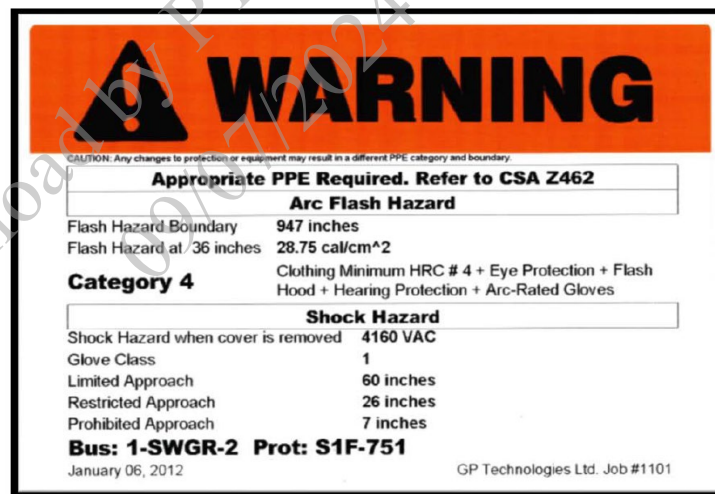 WARNING
CAUTION: Any changes to protection or equipment may result in a different PPE category and boundary.
Appropriate PPE Required. Refer to CSA Z462
Arc Flash Hazard
Flash Hazard Boundary 947 inches
Flash Hazard at 36 inches 28.75 cal/cm^2
Category 4 Clothing Minimum HRC # 4 + Eye Protection + Flash
Hood + Hearing Protection + Arc-Rated Gloves
Shock Hazard
Shock Hazard when cover is removed 4160 VAC
Glove Class 1
Limited Approach 60 inches
Restricted Approach 26 inches
Prohibited Approach 7 inches
Bus: 1-SWGR-2 Prot: S1F-751
January 06, 2012 GP Technologies Ltd. Job #1101
09/07/2024